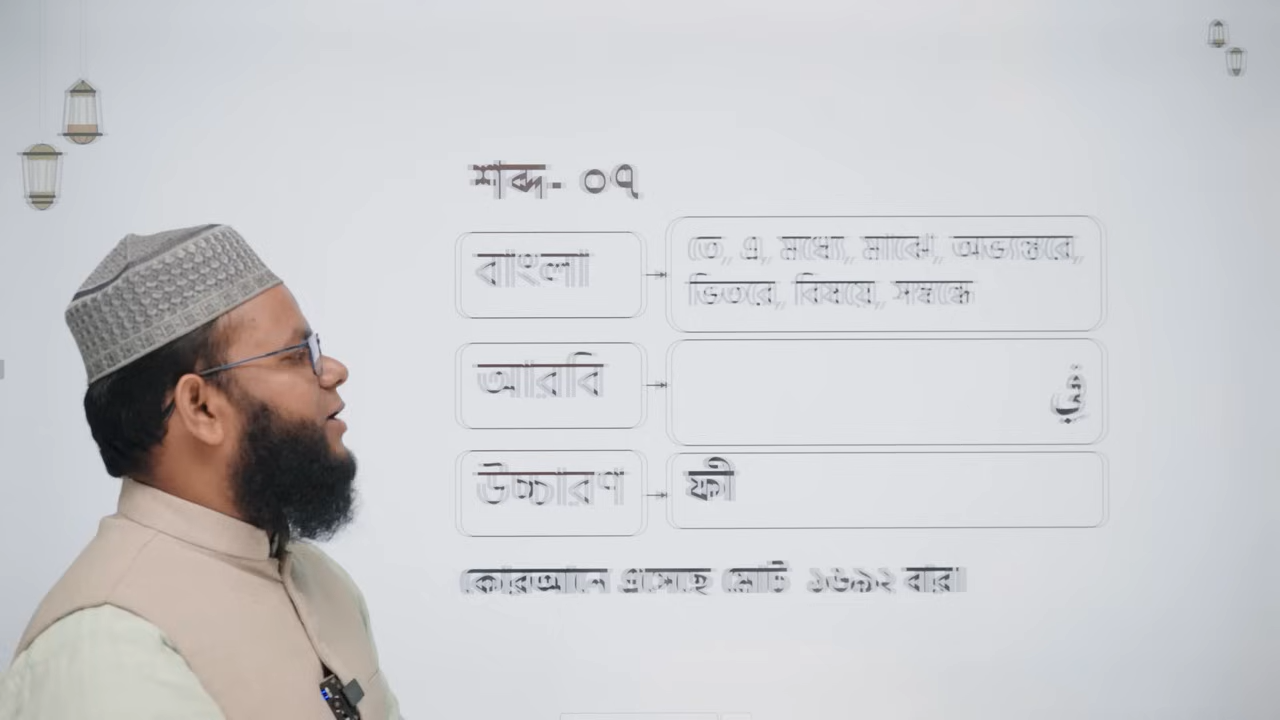 শব্দ- ০৭
বাংলা
তে, এ, মধ্যে, মাঝে, অভ্যন্তরে,
ভিতরে, বিষয়ে, সম্বন্ধে
আরবি
فِي
উচ্চারণ
ফী
কোরআনে এসেছে মোট ১৬৯২ বার।